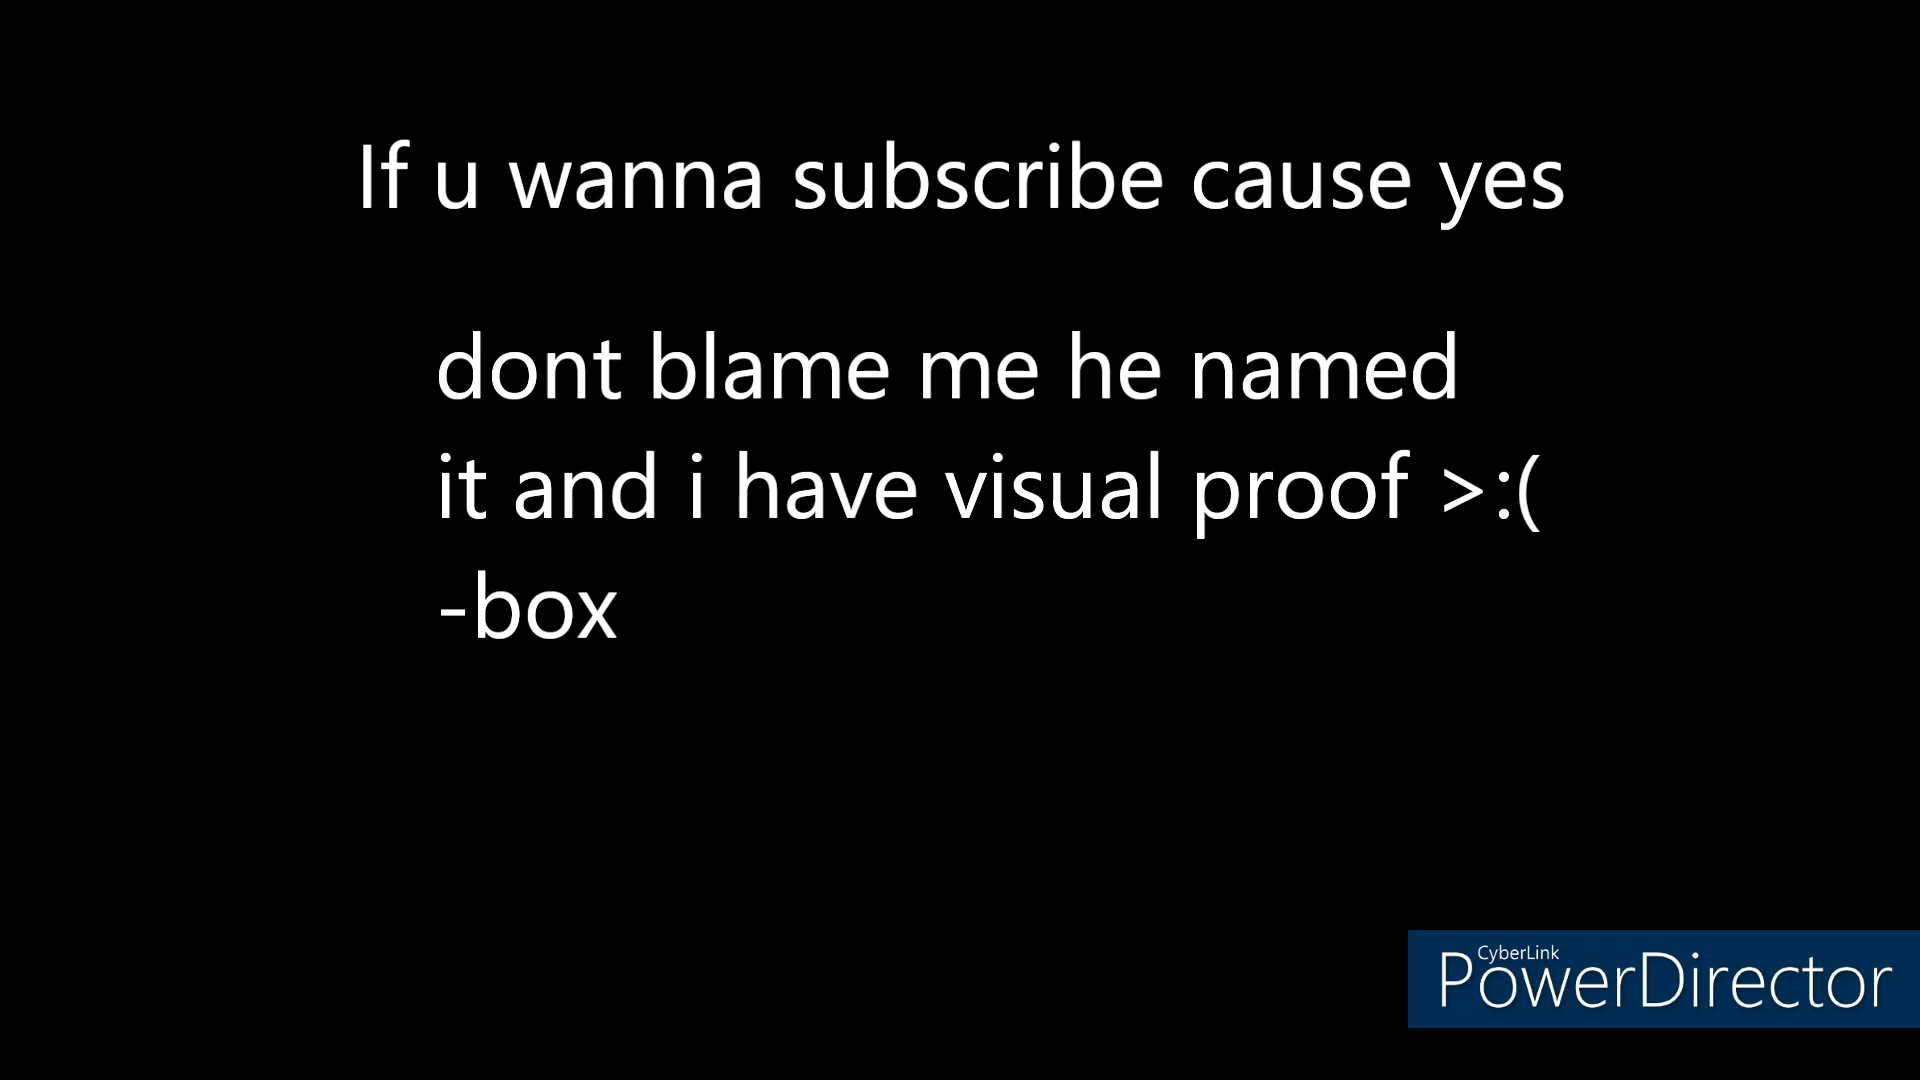 If u wanna subscribe cause yes
dont blame me he named
it and i have visual proof >:(
-box
CyberLink
PowerDirector